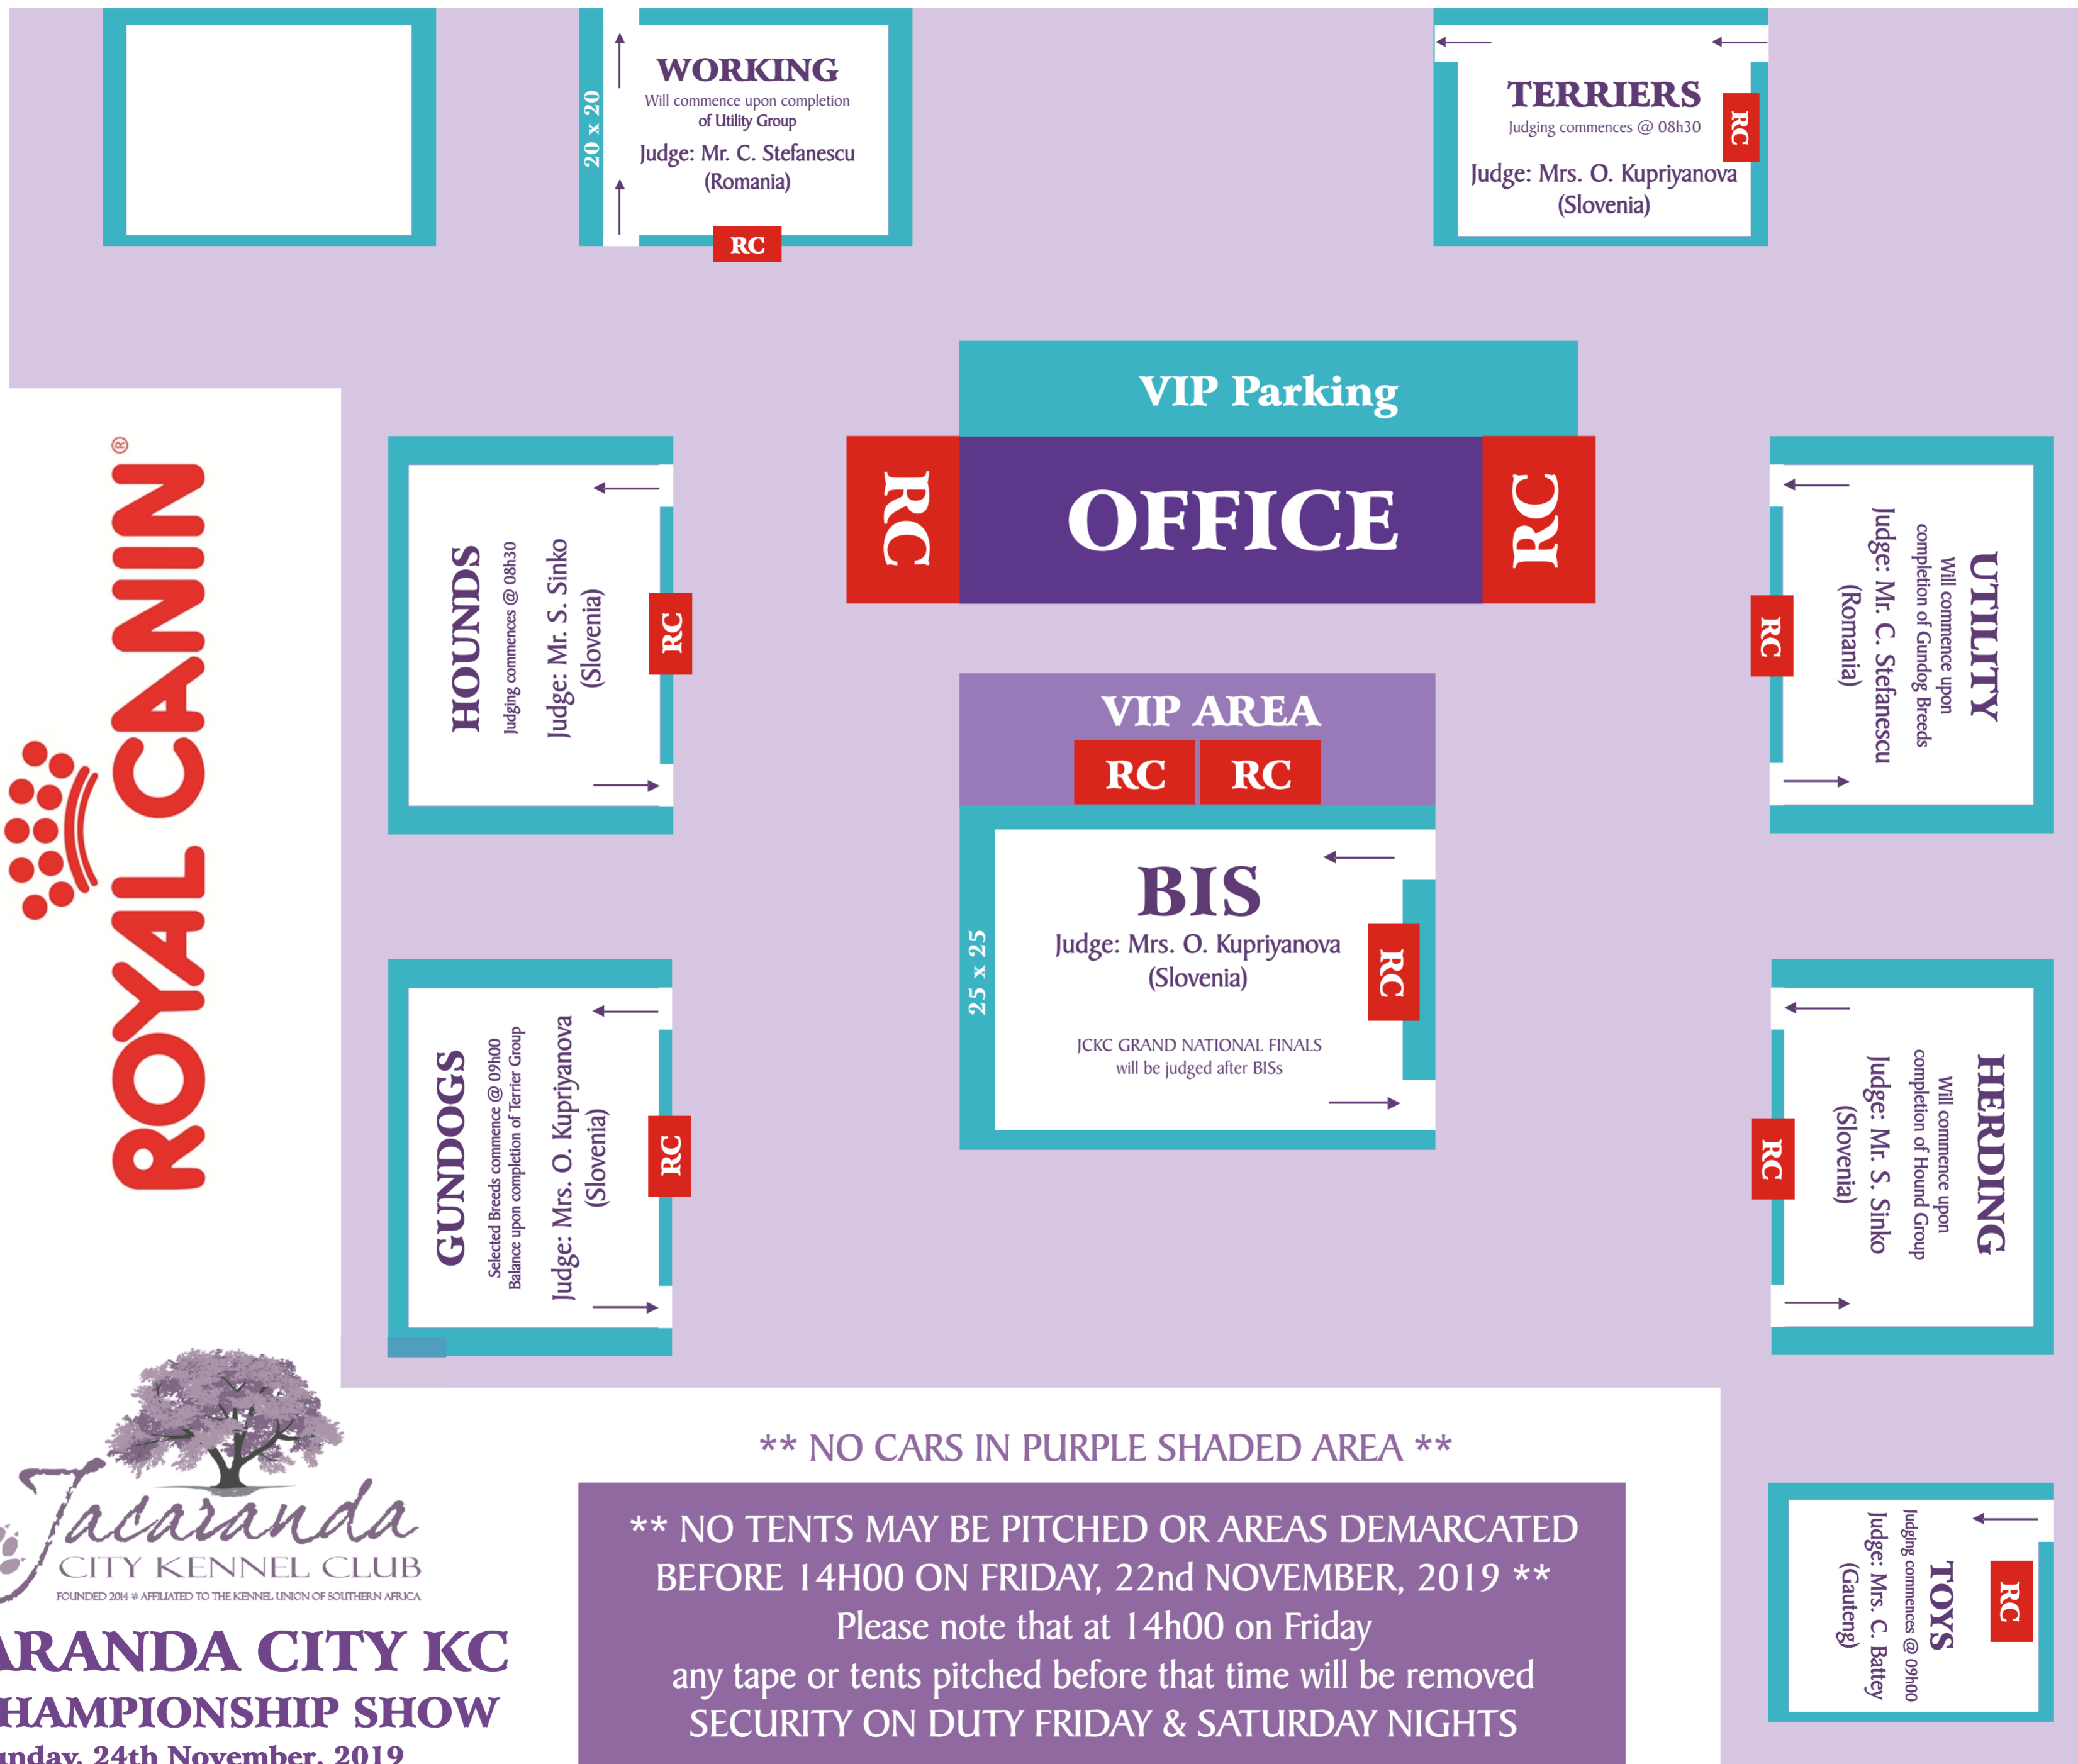 WORKING
Will commence upon completion
of Utility Group
Judge: Mr. C. Stefanescu
(Romania)
20 x 20
RC
TERRIERS
Judging commences @ 08h30
Judge: Mrs. O. Kupriyanova
(Slovenia)
RC
VIP Parking
RC
OFFICE
RC
ROYAL CANIN®
HOUNDS
Judging commences @ 08h30
Judge: Mr. S. Sinko
(Slovenia)
RC
UTILITY
Will commence upon
completion of Gundog Breeds
Judge: Mr. C. Stefanescu
(Romania)
RC
VIP AREA
RC RC
BIS
Judge: Mrs. O. Kupriyanova
(Slovenia)
JCKC GRAND NATIONAL FINALS
will be judged after BISs
25 x 25
RC
GUNDOGS
Selected Breeds commence @ 09h00
Balance upon completion of Terrier Group
Judge: Mrs. O. Kupriyanova
(Slovenia)
RC
HERDING
Will commence upon
completion of Hound Group
Judge: Mr. S. Sinko
(Slovenia)
RC
** NO CARS IN PURPLE SHADED AREA **
** NO TENTS MAY BE PITCHED OR AREAS DEMARCATED
BEFORE 14H00 ON FRIDAY, 22nd NOVEMBER, 2019 **
Please note that at 14h00 on Friday
any tape or tents pitched before that time will be removed
SECURITY ON DUTY FRIDAY & SATURDAY NIGHTS
TOYS
Judging commences @ 09h00
Judge: Mrs. C. Battey
(Gauteng)
RC
Jacaranda
CITY KENNEL CLUB
FOUNDED 2014 # AFFILIATED TO THE KENNEL UNION OF SOUTHERN AFRICA
ARANDA CITY KC
HAMPIONSHIP SHOW
unday, 24th November, 2019